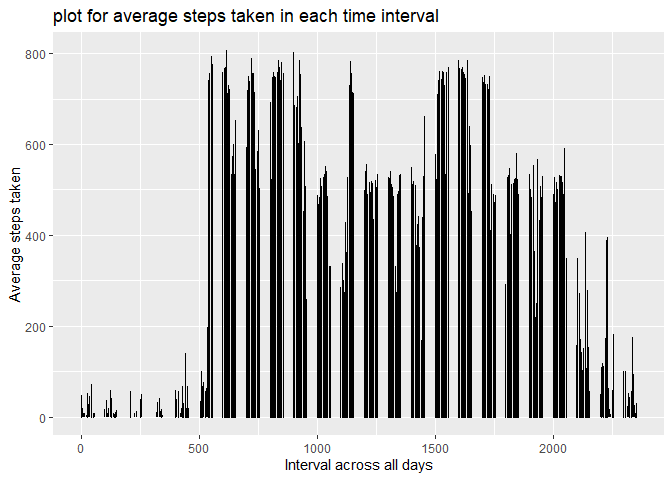 plot for average steps taken in each time interval
Average steps taken
800
600
400
200
0
0 500 1000 1500 2000
Interval across all days